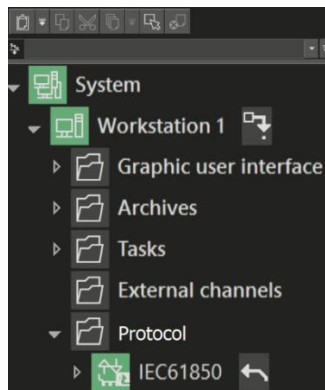 System
Workstation 1
Graphic user interface
Archives
Tasks
External channels
Protocol
IEC61850